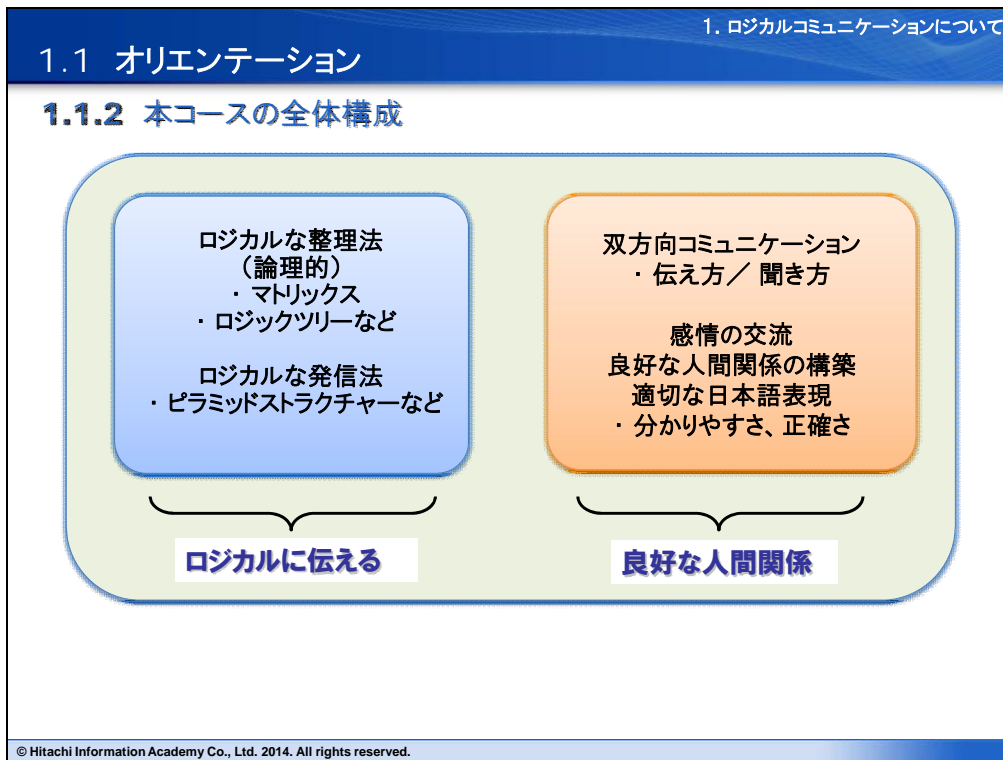 1. ロジカルコミュニケーションについて
1.1 オリエンテーション
1.1.2 本コースの全体構成
ロジカルな整理法
（論理的）
・マトリックス
・ロジックツリーなど
ロジカルな発信法
・ピラミッドストラクチャーなど
ロジカルに伝える
双方向コミュニケーション
・伝え方／聞き方
感情の交流
良好な人間関係の構築
適切な日本語表現
・分かりやすさ、正確さ
良好な人間関係
© Hitachi Information Academy Co., Ltd. 2014. All rights reserved.